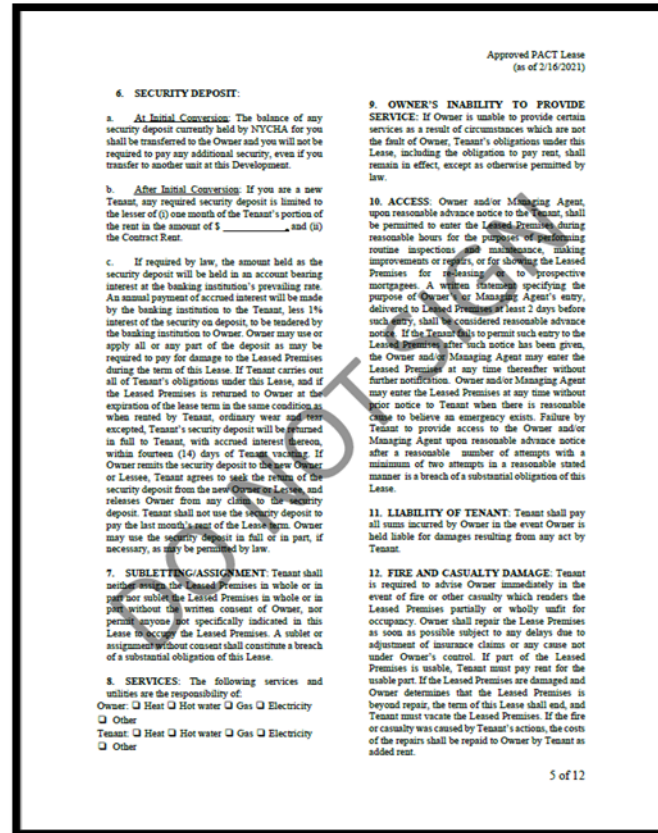 Approved PACT Lease
(as of 2/16/2021)
6. SECURITY DEPOSIT:
a. At Initial Conversion: The balance of any
security deposit currently held by NYCHA for you
shall be transferred to the Owner and you will not be
required to pay any additional security, even if you
transfer to another unit at this Development.
b. After Initial Conversion: If you are a new
Tenant, any required security deposit is limited to
the lesser of (i) one month of the Tenant's portion of
the rent in the amount of $ ____________, and (ii)
the Contract Rent.
c. If required by law, the amount held as the
security deposit will be held in an account bearing
interest at the banking institution's prevailing rate.
An annual payment of accrued interest will be made
by the banking institution to the Tenant, less 1%
interest of the security on deposit, to be tendered by
the banking institution to Owner. Owner may use or
apply all or any part of the deposit as may be
required to pay for damage to the Leased Premises
during the term of this Lease. If Tenant carries out
all of Tenant's obligations under this Lease, and if
the Leased Premises is returned to Owner at the
expiration of the lease term in the same condition as
when rented by Tenant, ordinary wear and tear
excepted, Tenant's security deposit will be returned
in full to Tenant, with accrued interest thereon,
within fourteen (14) days of Tenant vacating. If
Owner remits the security deposit to the new Owner
or Lessee, Tenant agrees to seek the return of the
security deposit from the new Owner or Lessee, and
releases Owner from any claim to the security
deposit. Tenant shall not use the security deposit to
pay the last month's rent of the Lease term. Owner
may use the security deposit in full or in part, if
necessary, as may be permitted by law.
7. SUBLETTING/ASSIGNMENT: Tenant shall
neither assign the Leased Premises in whole or in
part nor sublet the Leased Premises in whole or in
part without the written consent of Owner, nor
permit anyone not specifically indicated in this
Lease to occupy the Leased Premises. A sublet or
assignment without consent shall constitute a breach
of a substantial obligation of this Lease.
8. SERVICES: The following services and
utilities are the responsibility of:
Owner: ❑ Heat ❑ Hot water ❑ Gas ❑ Electricity
❑ Other
Tenant: ❑ Heat ❑ Hot water ❑ Gas ❑ Electricity
❑ Other
9. OWNER'S INABILITY TO PROVIDE
SERVICE: If Owner is unable to provide certain
services as a result of circumstances which are not
the fault of Owner, Tenant's obligations under this
Lease, including the obligation to pay rent, shall
remain in effect, except as otherwise permitted by
law.
10. ACCESS: Owner and/or Managing Agent,
upon reasonable advance notice to the Tenant, shall
be permitted to enter the Leased Premises during
reasonable hours for the purposes of performing
routine inspections and maintenance, making
improvements or repairs, or for showing the Leased
Premises for re-leasing or to prospective
mortgagees. A written statement specifying the
purpose of Owner's or Managing Agent's entry,
delivered to Leased Premises at least 2 days before
such entry, shall be considered reasonable advance
notice. If the Tenant fails to permit such entry to the
Leased Premises after such notice has been given,
the Owner and/or Managing Agent may enter the
Leased Premises at any time thereafter without
further notification. Owner and/or Managing Agent
may enter the Leased Premises at any time without
prior notice to Tenant when there is reasonable
cause to believe an emergency exists. Failure by
Tenant to provide access to the Owner and/or
Managing Agent upon reasonable advance notice
after a reasonable number of attempts with a
minimum of two attempts in a reasonable stated
manner is a breach of a substantial obligation of this
Lease.
11. LIABILITY OF TENANT: Tenant shall pay
all sums incurred by Owner in the event Owner is
held liable for damages resulting from any act by
Tenant.
12. FIRE AND CASUALTY DAMAGE: Tenant
is required to advise Owner immediately in the
event of fire or other casualty which renders the
Leased Premises partially or wholly unfit for
occupancy. Owner shall repair the Lease Premises
as soon as possible subject to any delays due to
adjustment of insurance claims or any cause not
under Owner's control. If part of the Leased
Premises is usable, Tenant must pay rent for the
usable part. If the Leased Premises are damaged and
Owner determines that the Leased Premises is
beyond repair, the term of this Lease shall end, and
Tenant must vacate the Leased Premises. If the fire
or casualty was caused by Tenant's actions, the costs
of the repairs shall be repaid to Owner by Tenant as
added rent.
5 of 12
DO NOT SIGN